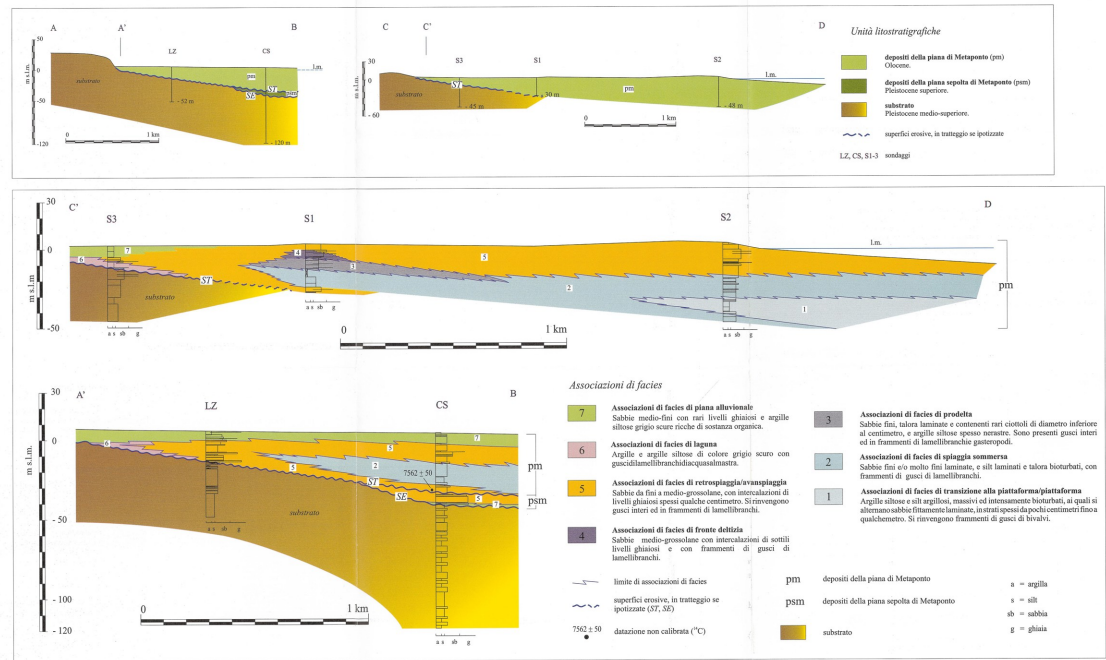 A
A'
B
C
C'
D
LZ
CS
S3
S1
S2
l.m.
l.m.
m s.l.m.
50
0
-50
-120
30
0
- 60
substrato
pm
ST
SE
psm
- 52 m
- 120 m
substrato
ST
- 45 m
- 30 m
pm
- 48 m
0
1 km
0
1 km
Unità litostratigrafiche
depositi della piana di Metaponto (pm)
Olocene.
depositi della piana sepolta di Metaponto (psm)
Pleistocene superiore.
substrato
Pleistocene medio-superiore.
superfici erosive, in tratteggio se ipotizzate
LZ, CS, S1-3 sondaggi
30
0
-50
m s.l.m
C'
S3
S1
S2
D
l.m.
7
6
ST
substrato
4
3
5
2
1
pm
a s sb g
a s sb g
a s sb g
0
1 km
30
0
- 50
- 100
- 120
m s.l.m.
A'
LZ
CS
B
6
7
5
5
2
7562 ± 50
ST
SE
5
7
pm
psm
substrato
a s sb g
a s sb g
0
1 km
Associazioni di facies
7
Associazioni di facies di piana alluvionale
Sabbie medio-fini con rari livelli ghiaiosi e argille
siltose grigio scure ricche di sostanza organica.
6
Associazioni di facies di laguna
Argille e argille siltose di colore grigio scuro con
guscidilamellibranchidiacquasalmastra.
5
Associazioni di facies di retrospiaggia/avanspiaggia
Sabbie da fini a medio-grossolane, con intercalazioni di
livelli ghiaiosi spessi qualche centimetro. Si rinvengono
gusci interi ed in frammenti di lamellibranchi.
4
Associazioni di facies di fronte deltizia
Sabbie medio-grossolane con intercalazioni di sottili
livelli ghiaiosi e con frammenti di gusci di
lamellibranchi.
3
Associazioni di facies di prodelta
Sabbie fini, talora laminate e contenenti rari ciottoli di diametro inferiore
al centimetro, e argille siltose spesso nerastre. Sono presenti gusci interi
ed in frammenti di lamellibranchie gasteropodi.
2
Associazioni di facies di spiaggia sommersa
Sabbie fini e/o molto fini laminate, e silt laminati e talora bioturbati, con
frammenti di gusci di lamellibranchi.
1
Associazioni di facies di transizione alla piattaforma/piattaforma
Argille siltose e silt argillosi, massivi ed intensamente bioturbati, ai quali si
alternano sabbie fittamente laminate, in strati spessi da pochi centimetri fino a
qualchemetro. Si rinvengono frammenti di gusci di bivalvi.
limite di associazioni di facies
superfici erosive, in tratteggio se
ipotizzate (ST, SE)
7562 ± 50 datazione non calibrata (¹⁴C)
pm depositi della piana di Metaponto
psm depositi della piana sepolta di Metaponto
substrato
a = argilla
s = silt
sb = sabbia
g = ghiaia